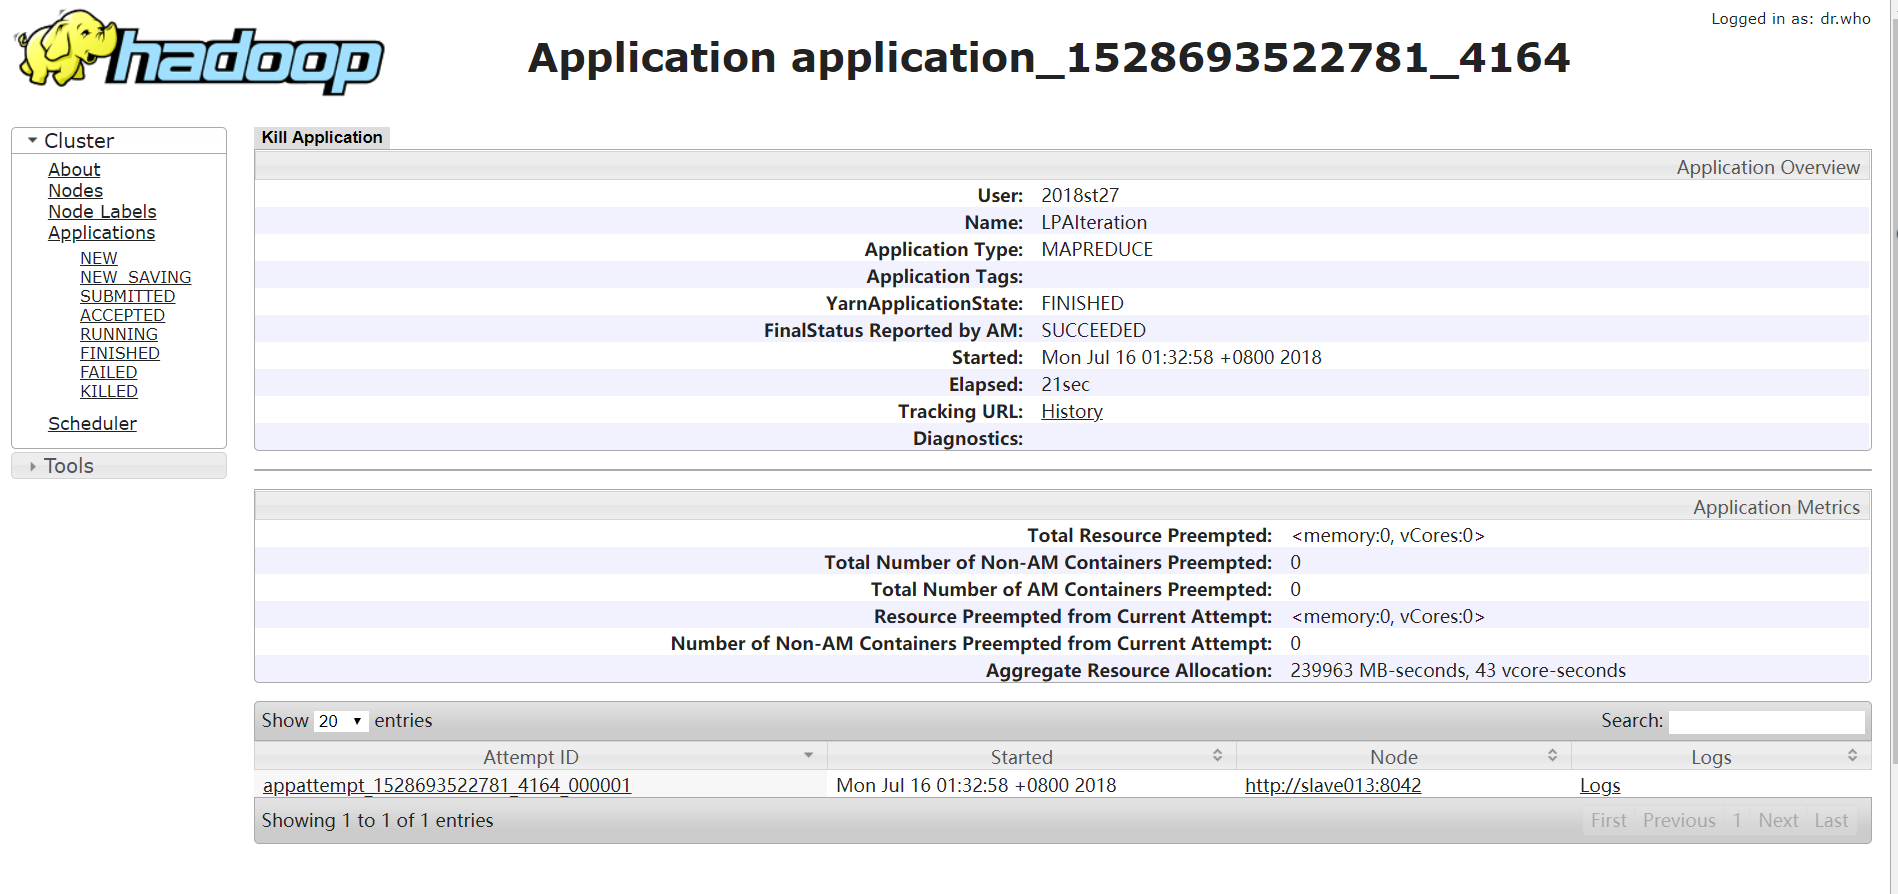 Logged in as: dr.who
hadoop
Application application_1528693522781_4164
Cluster
About
Nodes
Node Labels
Applications
NEW
NEW_SAVING
SUBMITTED
ACCEPTED
RUNNING
FINISHED
FAILED
KILLED
Scheduler
Tools
Kill Application
Application Overview
User: 2018st27
Name: LPAIteration
Application Type: MAPREDUCE
Application Tags:
YarnApplicationState: FINISHED
FinalStatus Reported by AM: SUCCEEDED
Started: Mon Jul 16 01:32:58 +0800 2018
Elapsed: 21sec
Tracking URL: History
Diagnostics:
Application Metrics
Total Resource Preempted: <memory:0, vCores:0>
Total Number of Non-AM Containers Preempted: 0
Total Number of AM Containers Preempted: 0
Resource Preempted from Current Attempt: <memory:0, vCores:0>
Number of Non-AM Containers Preempted from Current Attempt: 0
Aggregate Resource Allocation: 239963 MB-seconds, 43 vcore-seconds
Show 20 entries Search:
Attempt ID Started Node Logs
appattempt_1528693522781_4164_000001 Mon Jul 16 01:32:58 +0800 2018 http://slave013:8042 Logs
Showing 1 to 1 of 1 entries First Previous 1 Next Last